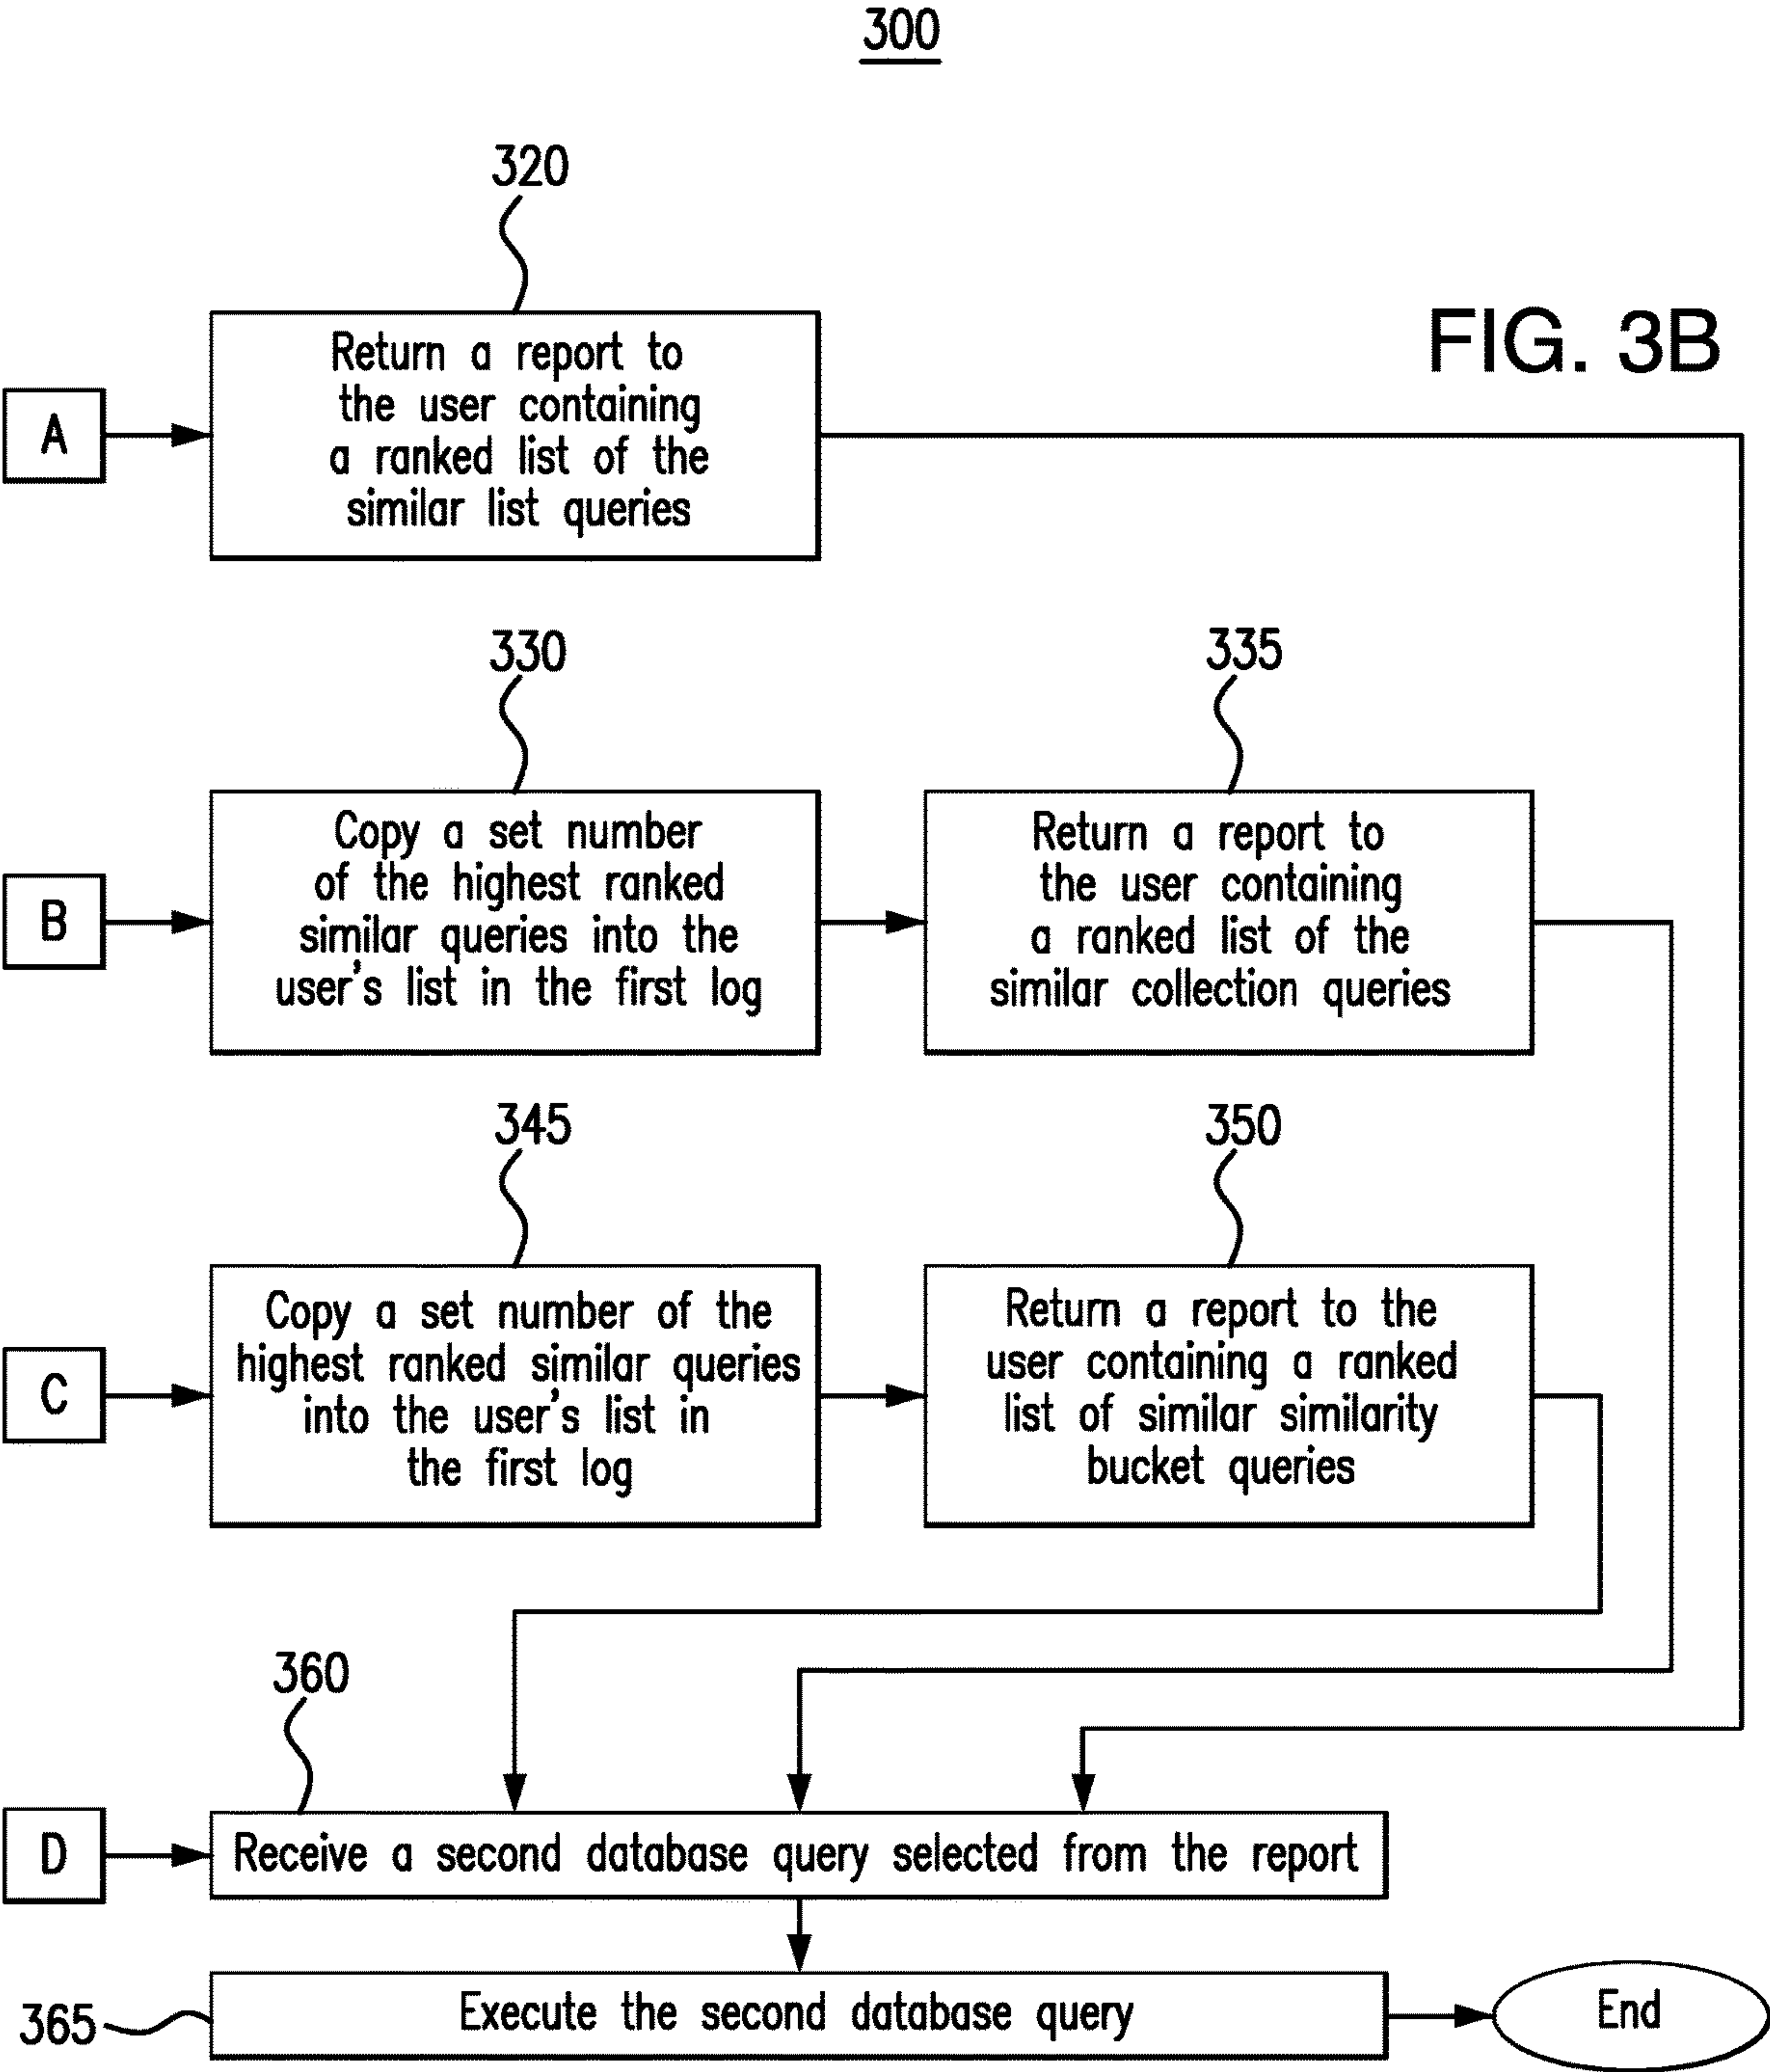 300
320
FIG. 3B
A
Return a report to
the user containing
a ranked list of the
similar list queries
330
335
B
Copy a set number
of the highest ranked
similar queries into the
user's list in the first log
Return a report to
the user containing
a ranked list of the
similar collection queries
345
350
C
Copy a set number of the
highest ranked similar queries
into the user's list in
the first log
Return a report to the
user containing a ranked
list of similar similarity
bucket queries
360
D
Receive a second database query selected from the report
365
Execute the second database query
End